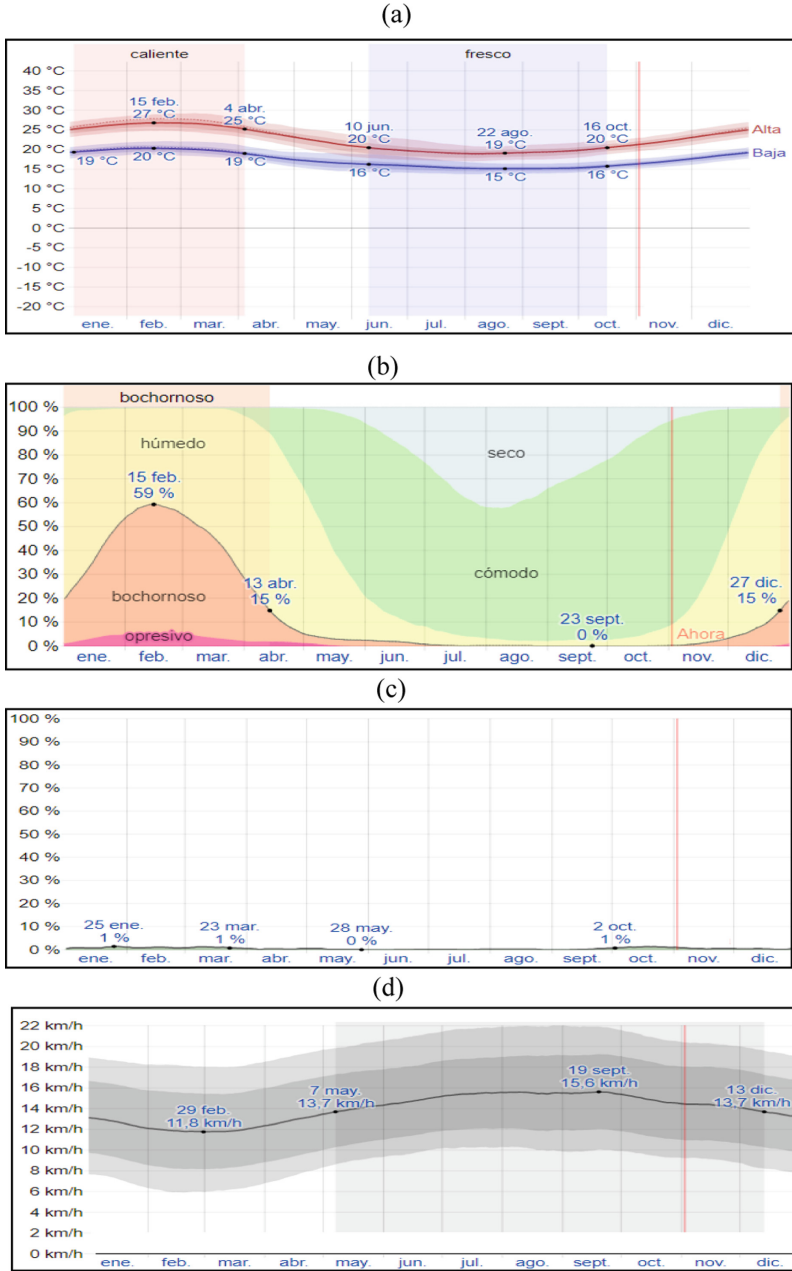 (a)
caliente
fresco
40 °C
35 °C
30 °C
25 °C
20 °C
15 °C
10 °C
5 °C
0 °C
-5 °C
-10 °C
-15 °C
-20 °C
15 feb.
27 °C
4 abr.
25 °C
10 jun.
20 °C
22 ago.
19 °C
16 oct.
20 °C
Alta
19 °C
20 °C
19 °C
16 °C
15 °C
16 °C
Baja
ene. feb. mar. abr. may. jun. jul. ago. sept. oct. nov. dic.
(b)
bochornoso
100 %
90 %
80 %
70 %
60 %
50 %
40 %
30 %
20 %
10 %
0 %
húmedo
seco
15 feb.
59 %
cómodo
13 abr.
15 %
27 dic.
15 %
bochornoso
23 sept.
0 %
opresivo
Ahora
ene. feb. mar. abr. may. jun. jul. ago. sept. oct. nov. dic.
(c)
100 %
90 %
80 %
70 %
60 %
50 %
40 %
30 %
20 %
10 %
0 %
25 ene.
1 %
23 mar.
1 %
28 may.
0 %
2 oct.
1 %
ene. feb. mar. abr. may. jun. jul. ago. sept. oct. nov. dic.
(d)
22 km/h
20 km/h
18 km/h
16 km/h
14 km/h
12 km/h
10 km/h
8 km/h
6 km/h
4 km/h
2 km/h
0 km/h
29 feb.
11,8 km/h
7 may.
13,7 km/h
19 sept.
15,6 km/h
13 dic.
13,7 km/h
ene. feb. mar. abr. may. jun. jul. ago. sept. oct. nov. dic.